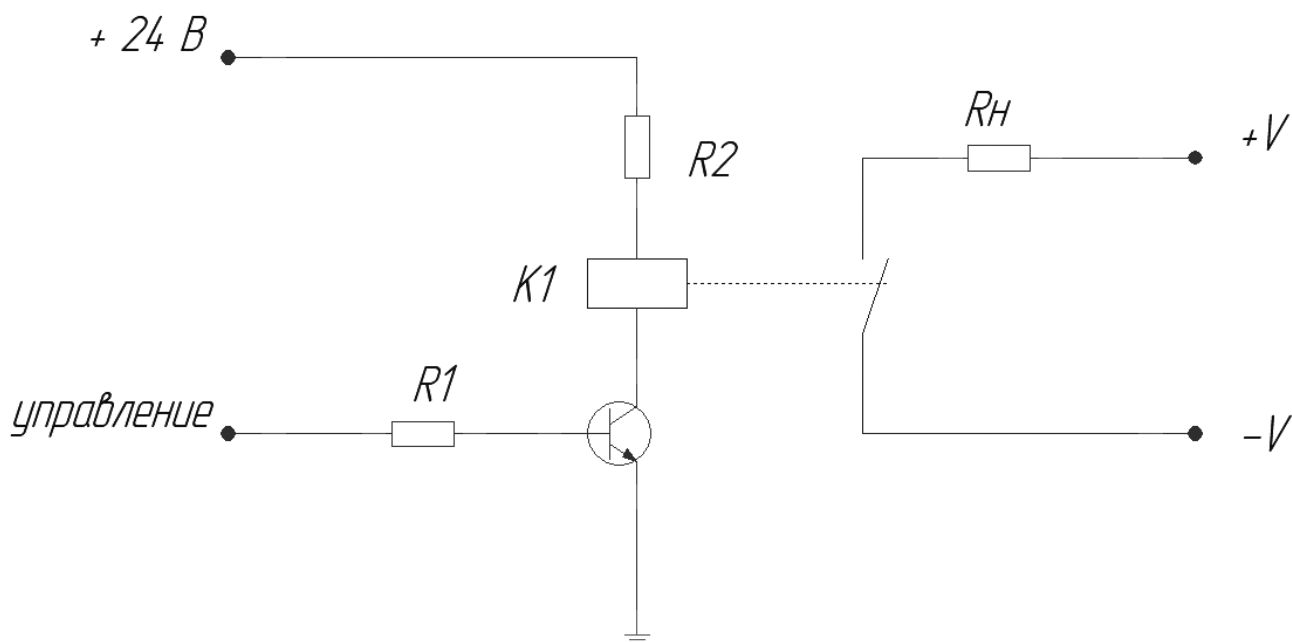 + 24 В
Rн
+V
R2
K1
R1
управление
-V